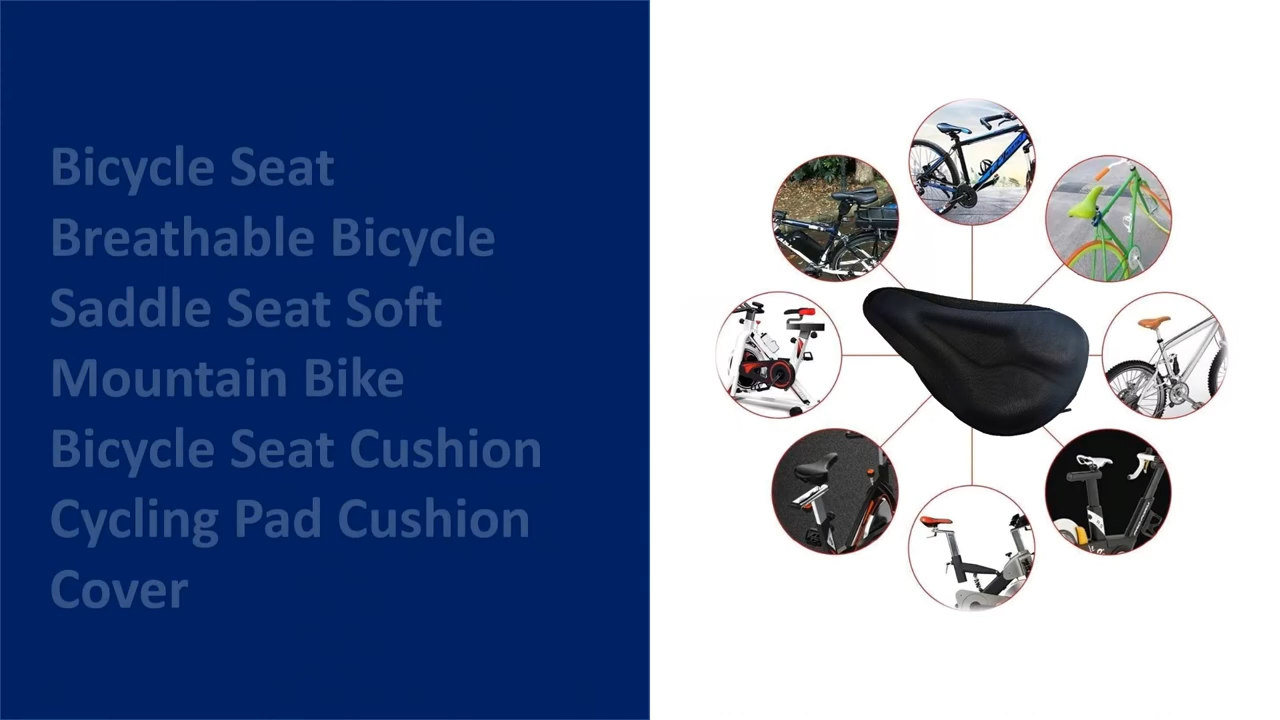 Bicycle Seat
Breathable Bicycle
Saddle Seat Soft
Mountain Bike
Bicycle Seat Cushion
Cycling Pad Cushion
Cover